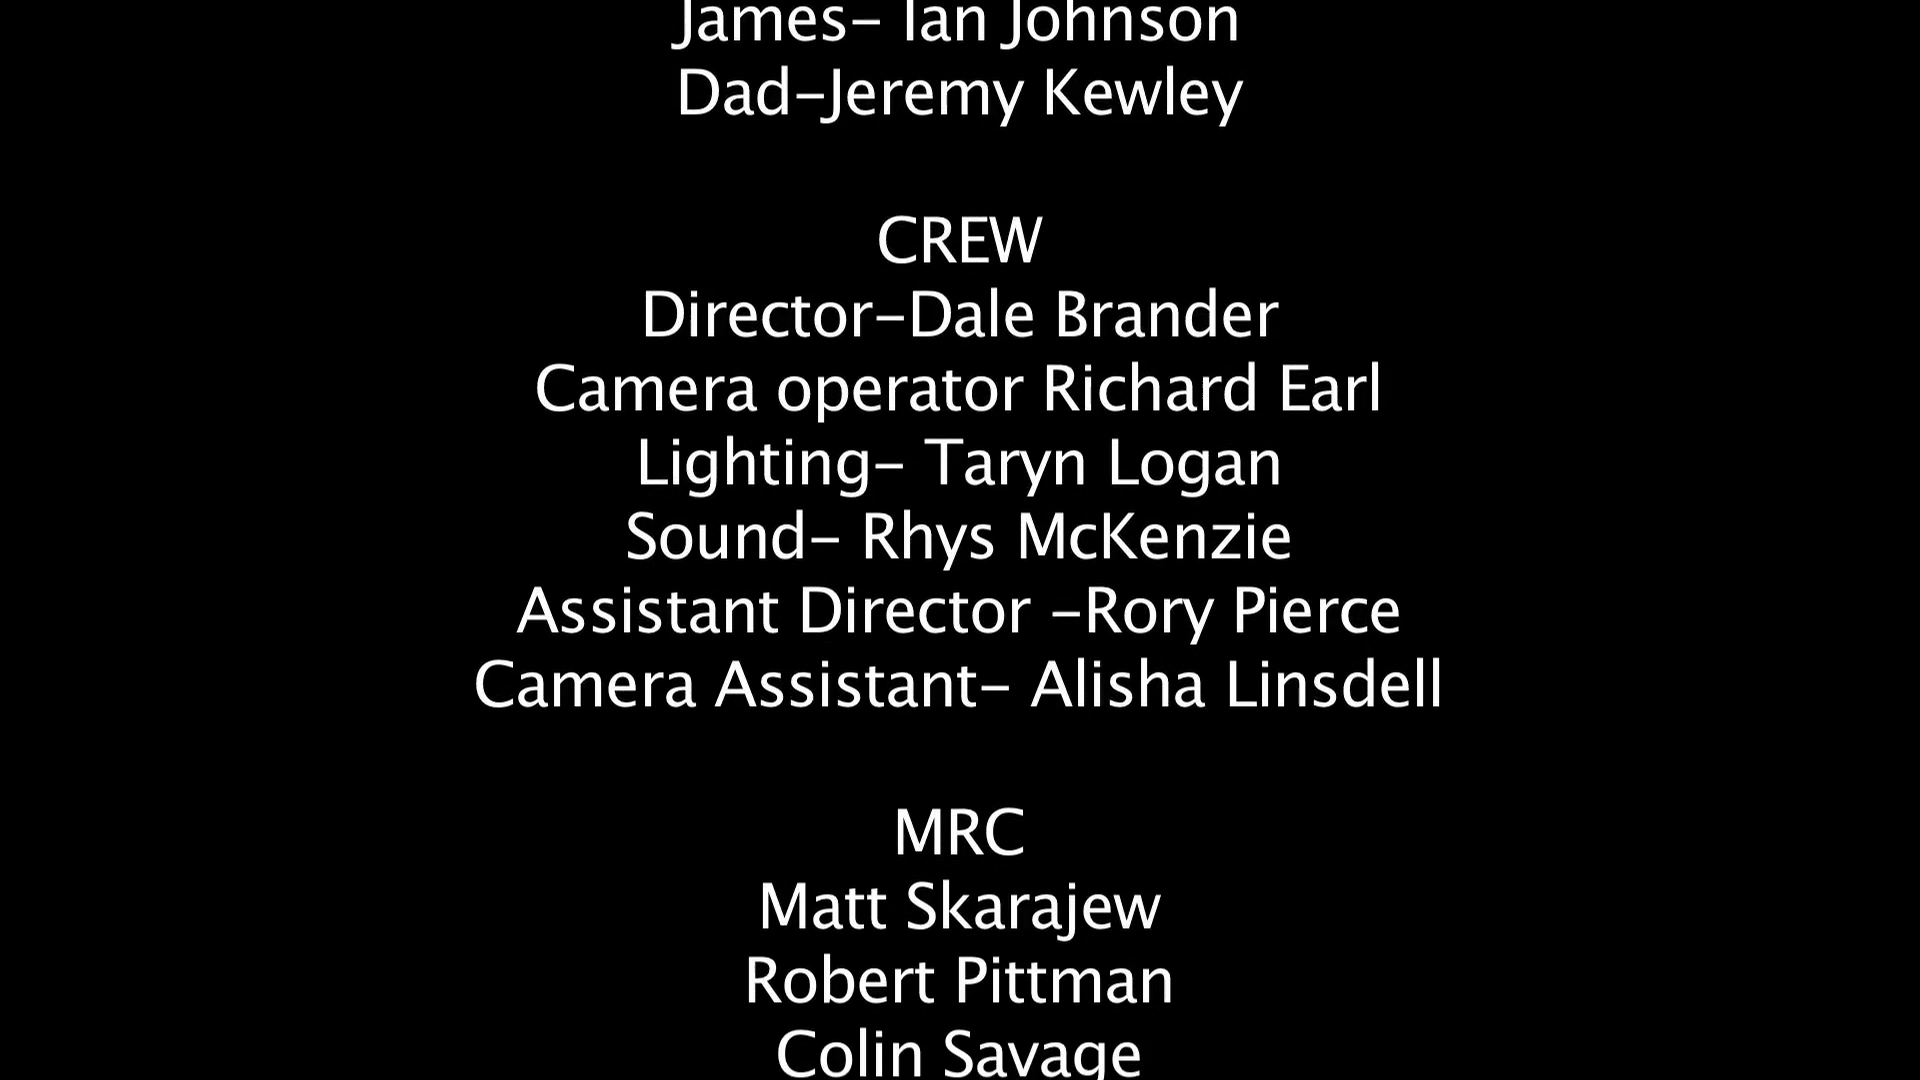 James- Ian Johnson
Dad-Jeremy Kewley
CREW
Director-Dale Brander
Camera operator Richard Earl
Lighting- Taryn Logan
Sound- Rhys McKenzie
Assistant Director -Rory Pierce
Camera Assistant- Alisha Linsdell
MRC
Matt Skarajew
Robert Pittman
Colin Savage